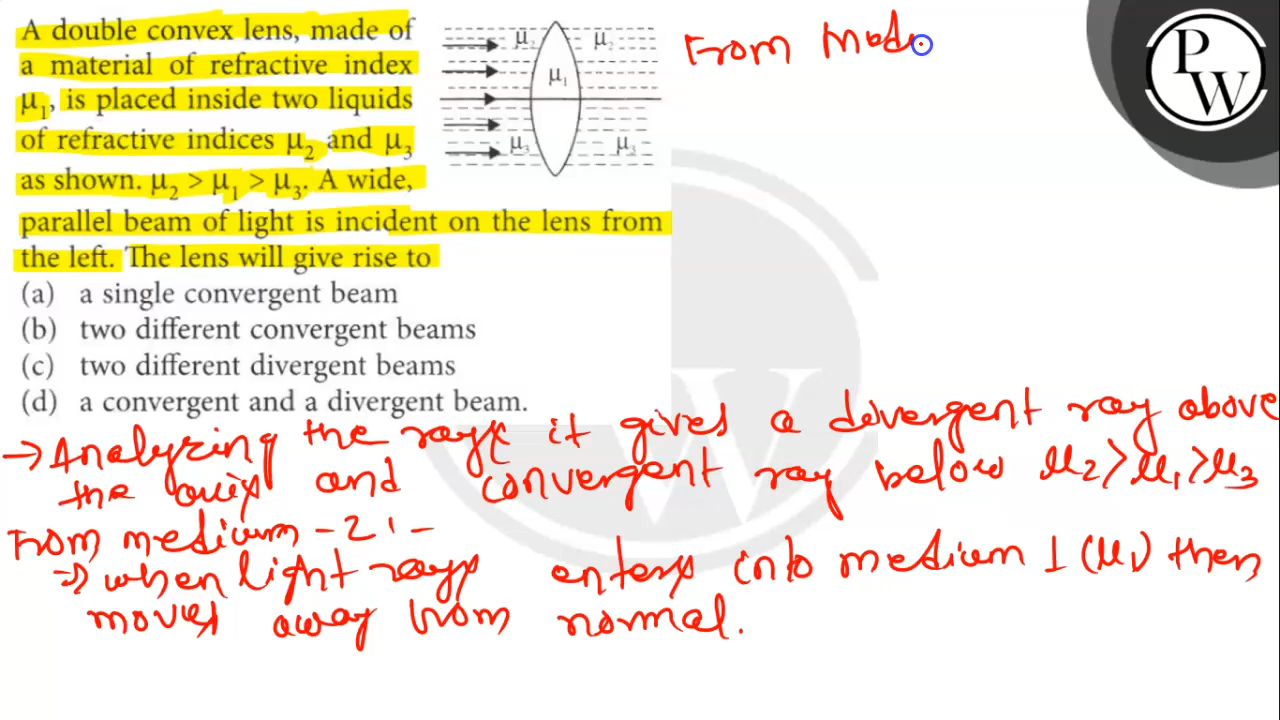 A double convex lens, made of
a material of refractive index
μ₁, is placed inside two liquids
of refractive indices μ₂ and μ₃
as shown. μ₂ > μ₁ > μ₃. A wide,
parallel beam of light is incident on the lens from
the left. The lens will give rise to
(a) a single convergent beam
(b) two different convergent beams
(c) two different divergent beams
(d) a convergent and a divergent beam.
μ₂ μ₂
μ₁
μ₃ μ₃
From Med
P
W
→ Analyzing the rays it gives a divergent ray above
the axis and convergent ray below μ₂>μ₁>μ₃
From medium-2 :-
⇒ when light rays enters into medium 1 (μ₁) then
moves away from normal.